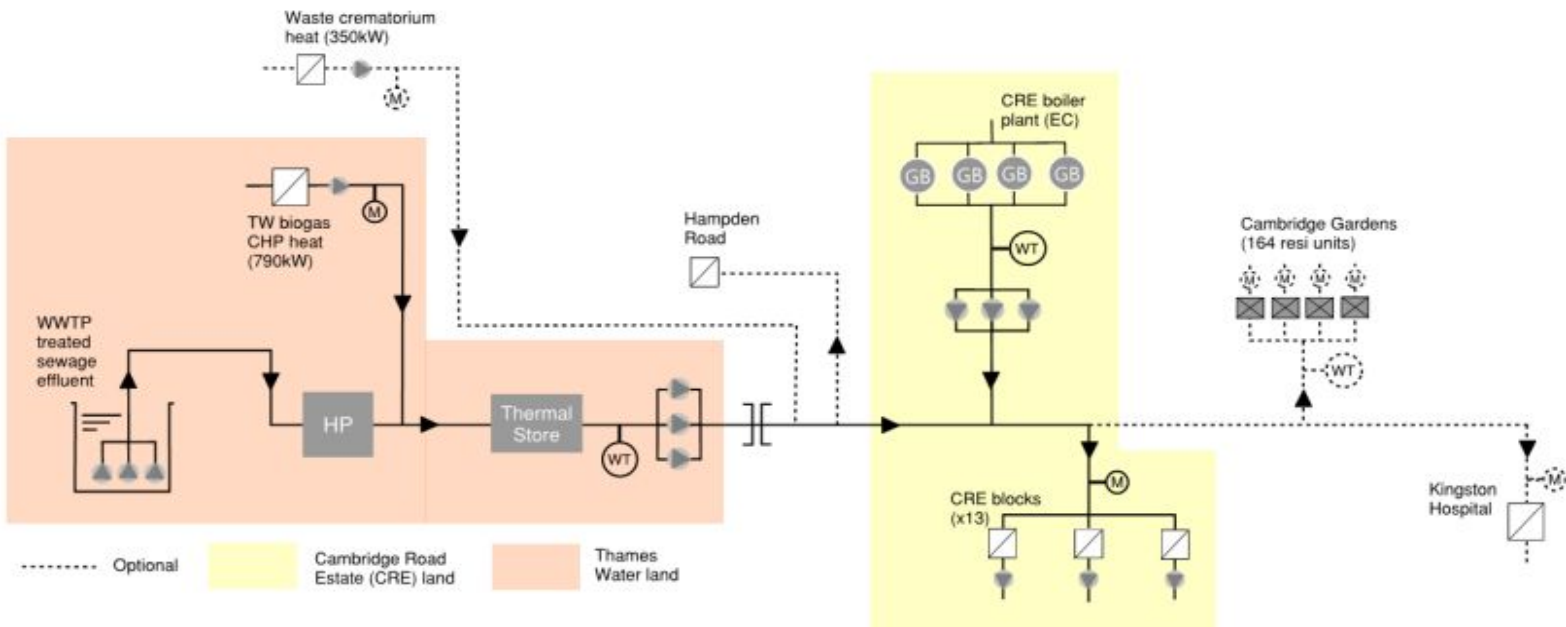 Waste crematorium
heat (350kW)
M
CRE boiler
plant (EC)
GB GB GB GB
WT
TW biogas
CHP heat
(790kW)
M
Hampden
Road
Cambridge Gardens
(164 resi units)
M M M M
WT
WWTP
treated
sewage
effluent
HP
Thermal
Store
WT
CRE blocks
(x13)
M
Kingston
Hospital
M
Optional
Cambridge Road
Estate (CRE) land
Thames
Water land